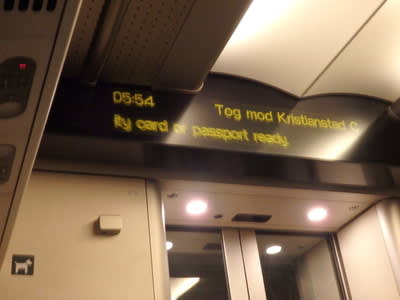 05:54 Tog mod Kristianstad C
ity card or passport ready.